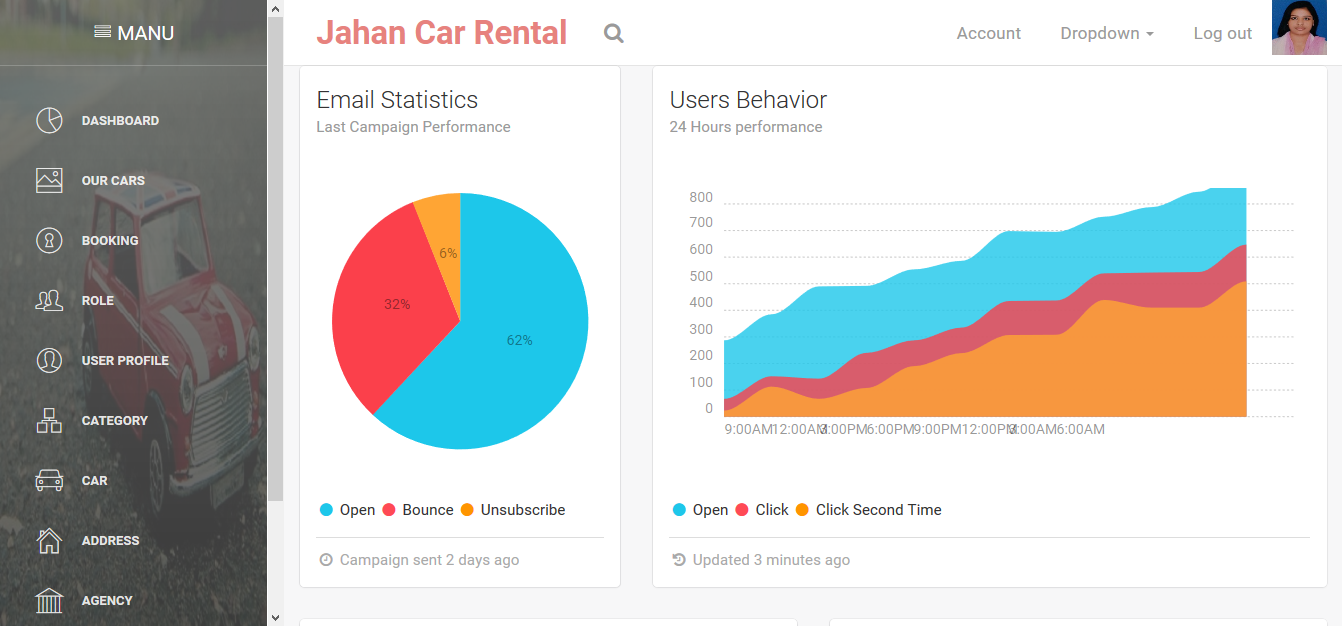 MANU
DASHBOARD
OUR CARS
BOOKING
ROLE
USER PROFILE
CATEGORY
CAR
ADDRESS
AGENCY
Jahan Car Rental
Account
Dropdown
Log out
Email Statistics
Last Campaign Performance
6%
32%
62%
Open Bounce Unsubscribe
Campaign sent 2 days ago
Users Behavior
24 Hours performance
800
700
600
500
400
300
200
100
0
9:00AM 12:00AM 3:00PM 6:00PM 9:00PM 12:00PM 3:00AM 6:00AM
Open Click Click Second Time
Updated 3 minutes ago